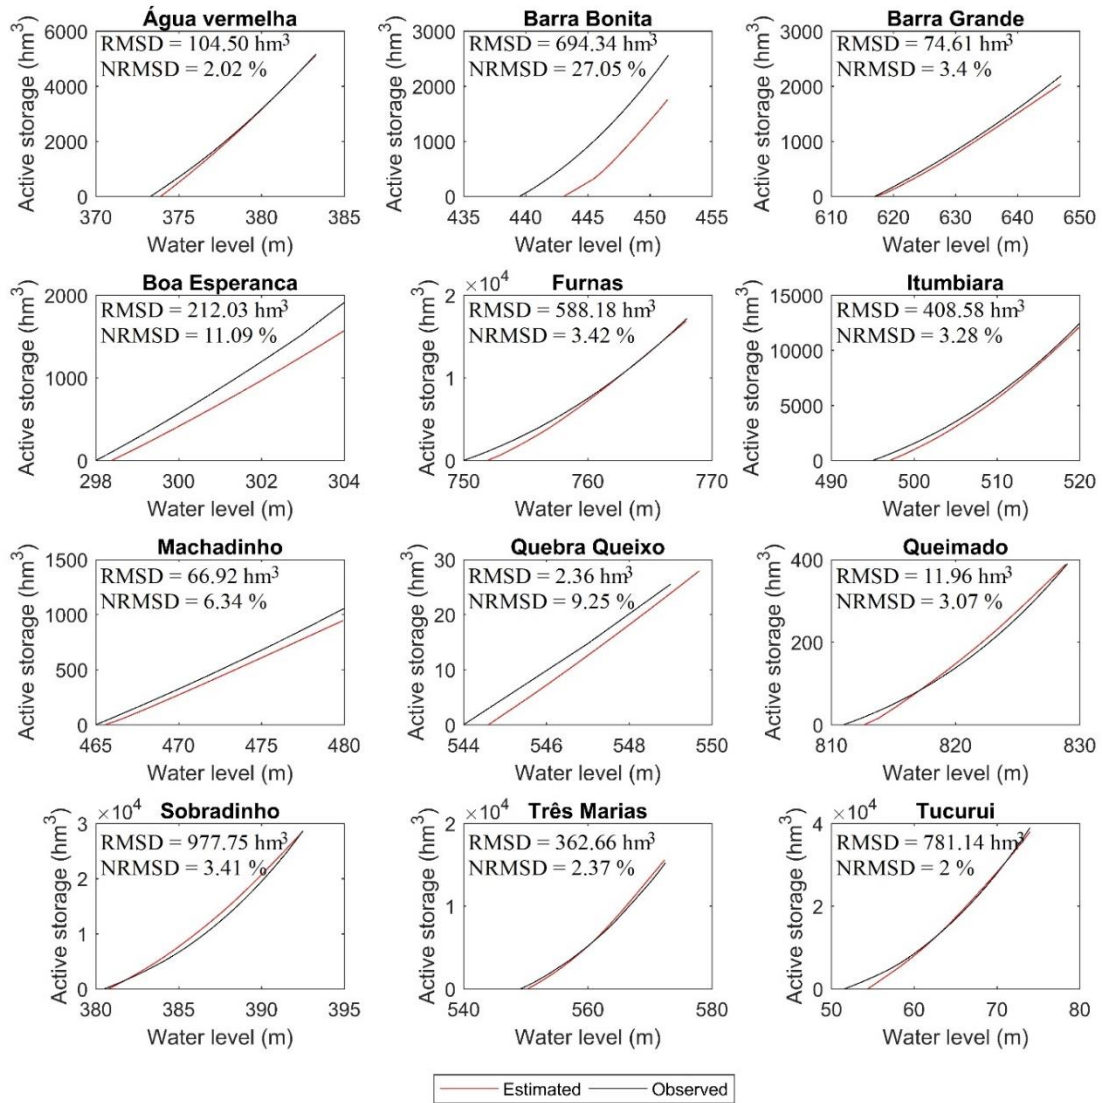 Água vermelha
RMSD = 104.50 hm³
NRMSD = 2.02 %
Active storage (hm³)
6000
4000
2000
0
370 375 380 385
Water level (m)
Barra Bonita
RMSD = 694.34 hm³
NRMSD = 27.05 %
Active storage (hm³)
3000
2000
1000
0
435 440 445 450 455
Water level (m)
Barra Grande
RMSD = 74.61 hm³
NRMSD = 3.4 %
Active storage (hm³)
3000
2000
1000
0
610 620 630 640 650
Water level (m)
Boa Esperanca
RMSD = 212.03 hm³
NRMSD = 11.09 %
Active storage (hm³)
2000
1000
0
298 300 302 304
Water level (m)
×10⁴
Furnas
RMSD = 588.18 hm³
NRMSD = 3.42 %
Active storage (hm³)
2
1
0
750 760 770
Water level (m)
Itumbiara
RMSD = 408.58 hm³
NRMSD = 3.28 %
Active storage (hm³)
15000
10000
5000
0
490 500 510 520
Water level (m)
Machadinho
RMSD = 66.92 hm³
NRMSD = 6.34 %
Active storage (hm³)
1500
1000
500
0
465 470 475 480
Water level (m)
Quebra Queixo
RMSD = 2.36 hm³
NRMSD = 9.25 %
Active storage (hm³)
30
20
10
0
544 546 548 550
Water level (m)
Queimado
RMSD = 11.96 hm³
NRMSD = 3.07 %
Active storage (hm³)
400
200
0
810 820 830
Water level (m)
×10⁴
Sobradinho
RMSD = 977.75 hm³
NRMSD = 3.41 %
Active storage (hm³)
3
2
1
0
380 385 390 395
Water level (m)
×10⁴
Três Marias
RMSD = 362.66 hm³
NRMSD = 2.37 %
Active storage (hm³)
2
1
0
540 560 580
Water level (m)
×10⁴
Tucurui
RMSD = 781.14 hm³
NRMSD = 2 %
Active storage (hm³)
4
2
0
50 60 70 80
Water level (m)
Estimated Observed